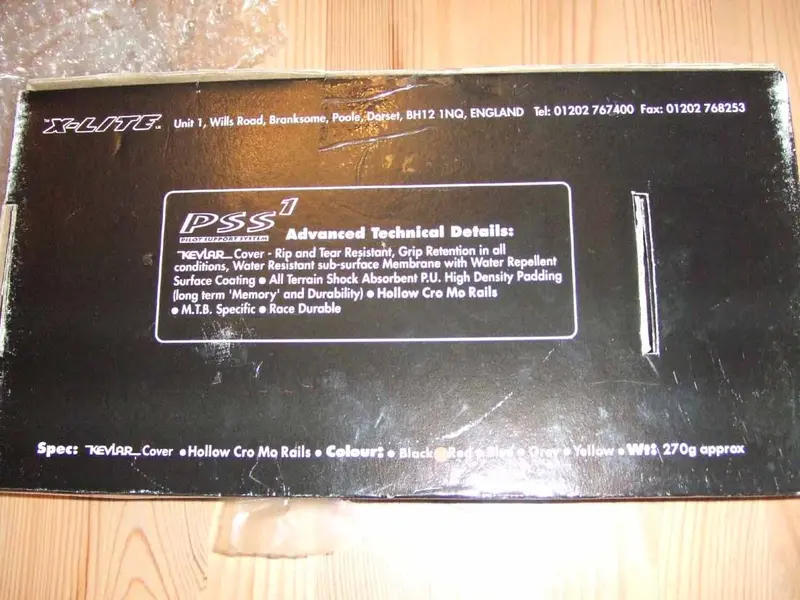 X-LITE Unit 1, Wills Road, Branksome, Poole, Dorset, BH12 1NQ, ENGLAND Tel: 01202 767400 Fax: 01202 768253
PSS1
PILOT SUPPORT SYSTEM
Advanced Technical Details:
KEVLAR Cover - Rip and Tear Resistant, Grip Retention in all
conditions, Water Resistant sub-surface Membrane with Water Repellent
Surface Coating ● All Terrain Shock Absorbent P.U. High Density Padding
(long term 'Memory' and Durability) ● Hollow Cro Mo Rails
● M.T.B. Specific ● Race Durable
Spec: KEVLAR Cover ● Hollow Cro Mo Rails ● Colour: ● Black Red ● Blue ● Grey ● Yellow ● Wt: 270g approx